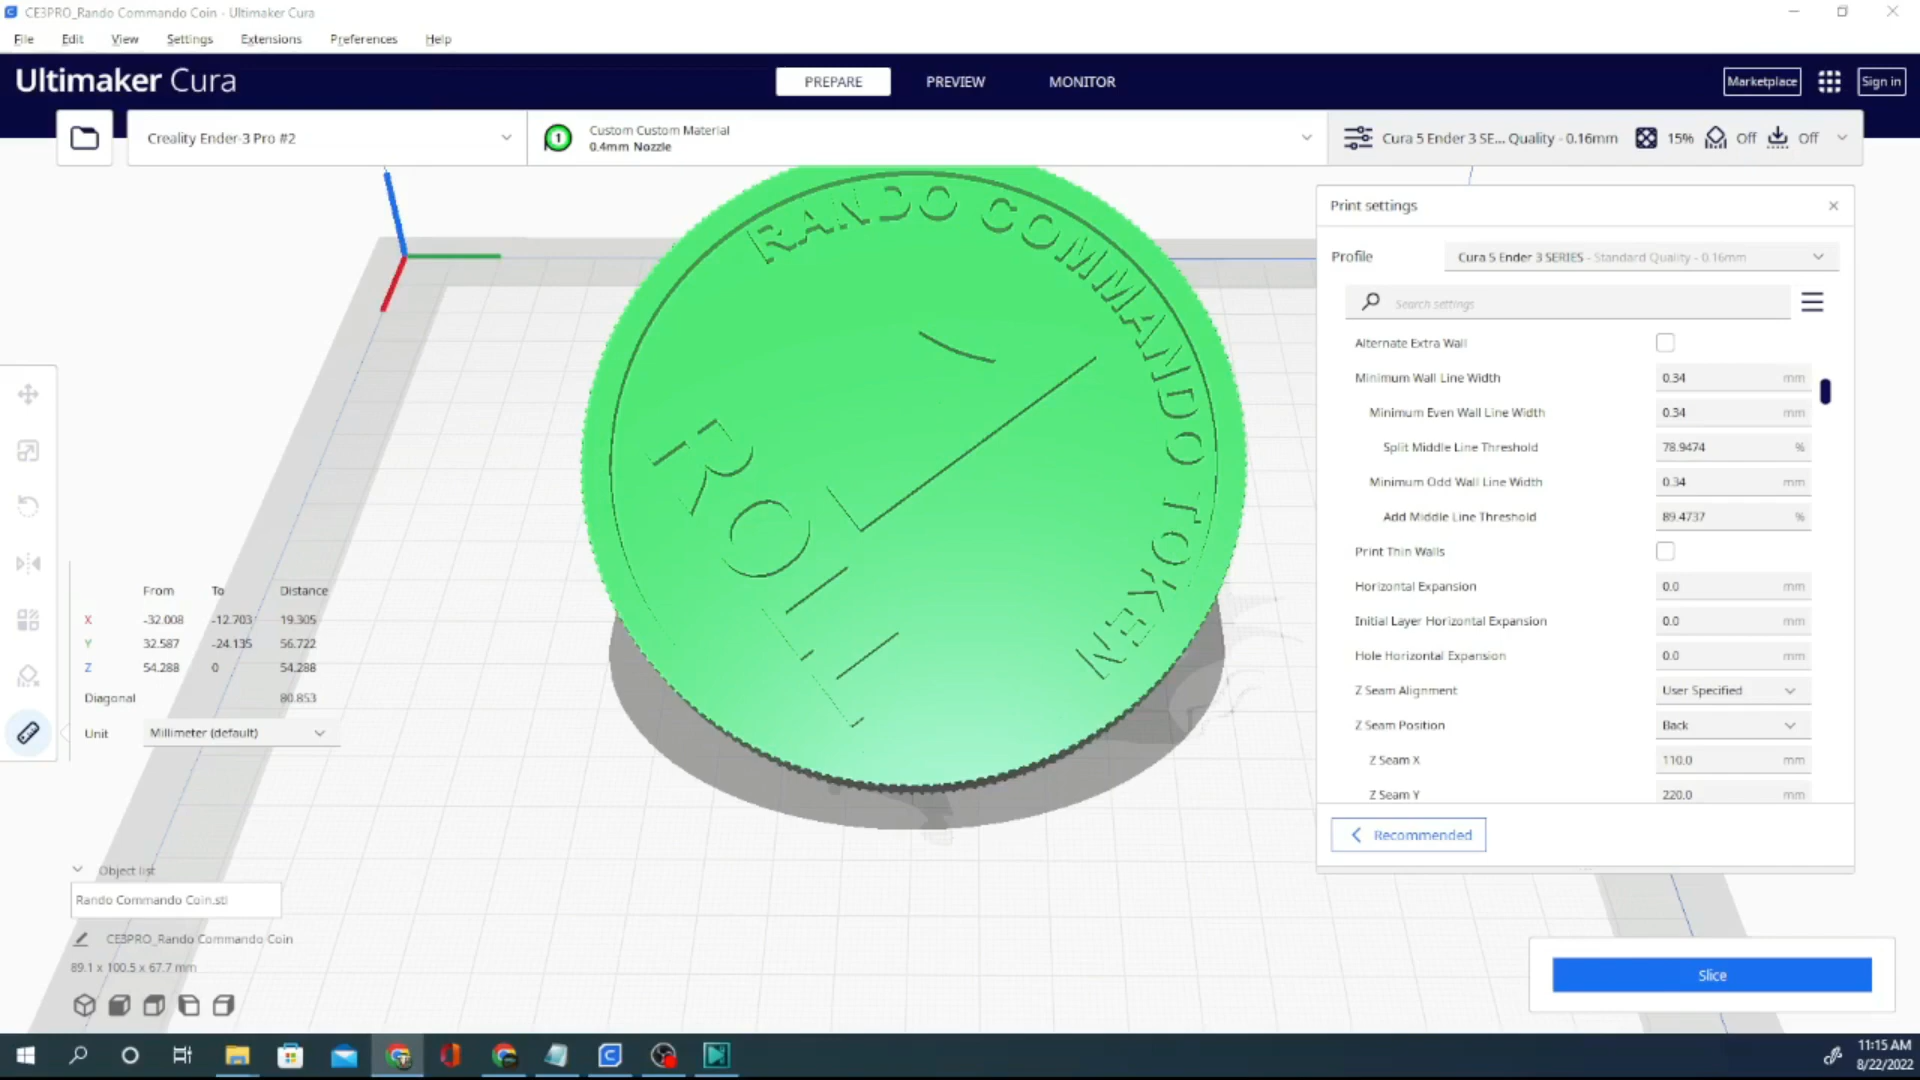 CE3PRO_Rando Commando Coin - Ultimaker Cura
File Edit View Settings Extensions Preferences Help
Ultimaker Cura
PREPARE PREVIEW MONITOR
Marketplace Sign in
Creality Ender-3 Pro #2
1 Custom Custom Material
0.4mm Nozzle
Cura 5 Ender 3 SE... Quality - 0.16mm 15% Off Off
RANDO COMMANDO TOKEN
ROLL
Print settings
Profile Cura 5 Ender 3 SERIES - Standard Quality - 0.16mm
Search settings
Alternate Extra Wall
Minimum Wall Line Width 0.34 mm
Minimum Even Wall Line Width 0.34 mm
Split Middle Line Threshold 78.9474 %
Minimum Odd Wall Line Width 0.34 mm
Add Middle Line Threshold 89.4737 %
Print Thin Walls
Horizontal Expansion 0.0 mm
Initial Layer Horizontal Expansion 0.0 mm
Hole Horizontal Expansion 0.0 mm
Z Seam Alignment User Specified
Z Seam Position Back
Z Seam X 110.0 mm
Z Seam Y 220.0 mm
Recommended
From To Distance
X -32.008 -12.703 19.305
Y 32.587 -24.135 56.722
Z 54.288 0 54.288
Diagonal 80.853
Unit Millimeter (default)
Object list
Rando Commando Coin.stl
CE3PRO_Rando Commando Coin
89.1 x 100.5 x 67.7 mm
Slice
11:15 AM
8/22/2022